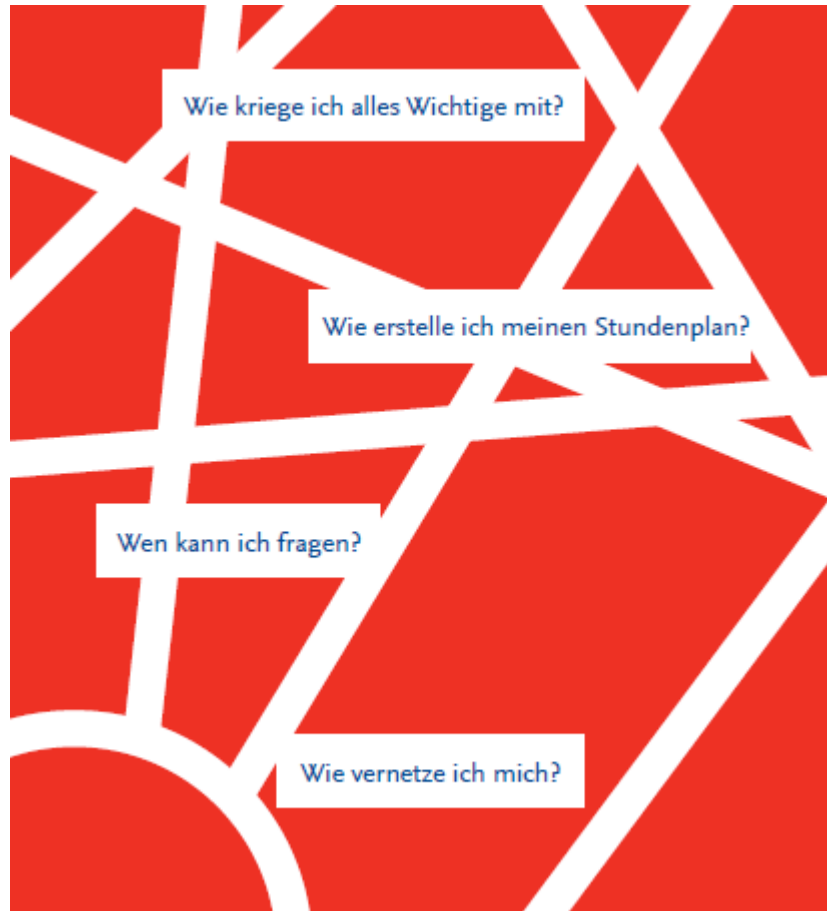 Wie kriege ich alles Wichtige mit?
Wie erstelle ich meinen Stundenplan?
Wen kann ich fragen?
Wie vernetze ich mich?